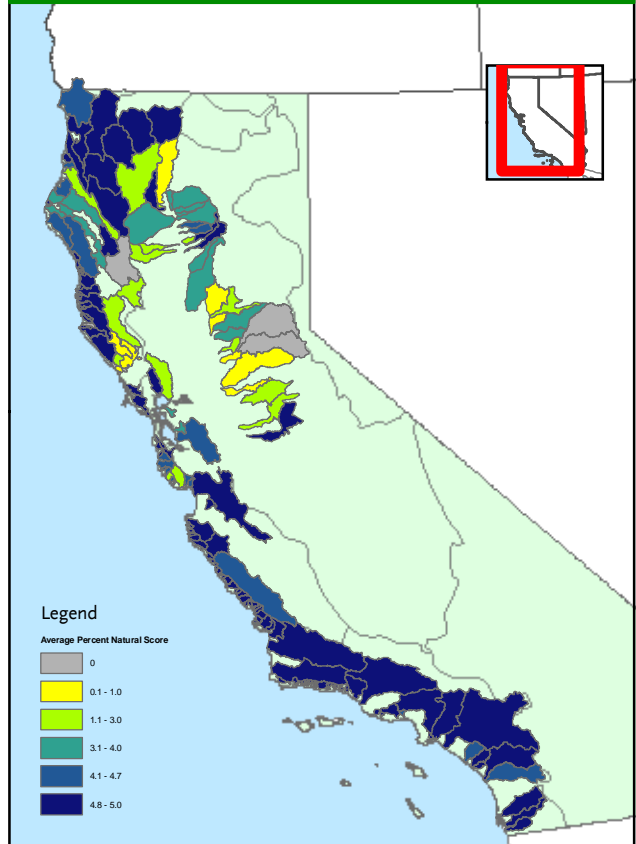 Legend
Average Percent Natural Score
0
0.1 - 1.0
1.1 - 3.0
3.1 - 4.0
4.1 - 4.7
4.8 - 5.0